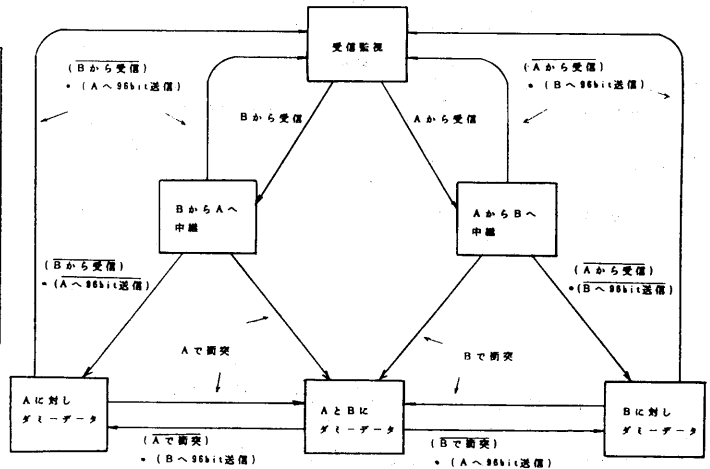 受信監視
(Bから受信)
・(Aへ96bit送信)
(Aから受信)
・(Bへ96bit送信)
Bから受信
Aから受信
BからAへ
中継
AからBへ
中継
(Bから受信)
・(Aへ96bit送信)
(Aから受信)
・(Bへ96bit送信)
Aで衝突
Bで衝突
Aに対し
ダミーデータ
AとBに
ダミーデータ
Bに対し
ダミーデータ
(Aで衝突)
・(Bへ96bit送信)
(Bで衝突)
・(Aへ96bit送信)